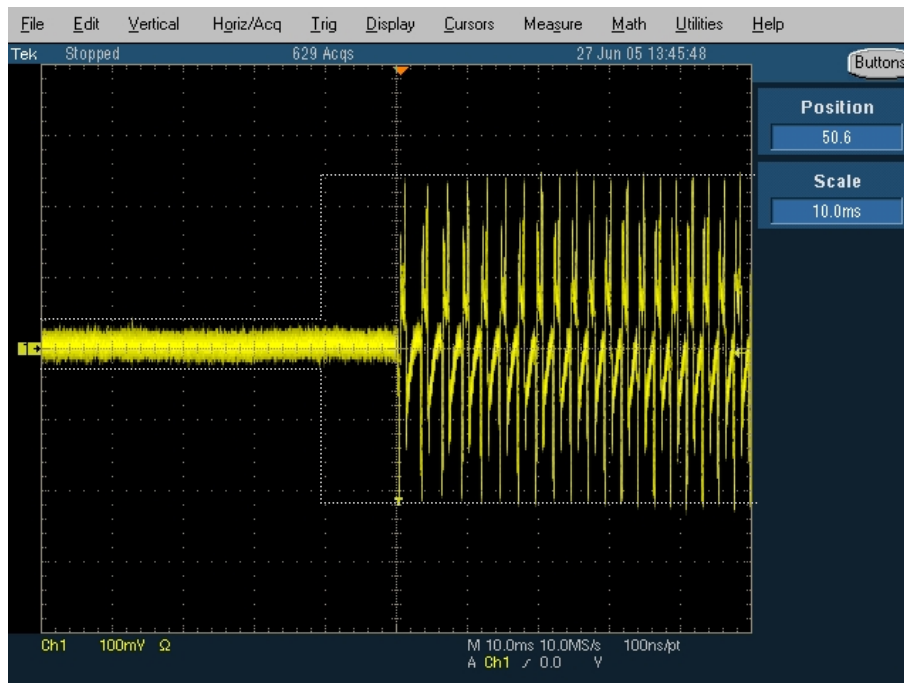 File Edit Vertical Horiz/Acq Trig Display Cursors Measure Math Utilities Help
Tek Stopped 629 Acqs 27 Jun 05 13:45:48
Buttons
Position
50.6
Scale
10.0ms
1
T
Ch1 100mV Ω
M 10.0ms 10.0MS/s 100ns/pt
A Ch1 / 0.0 V